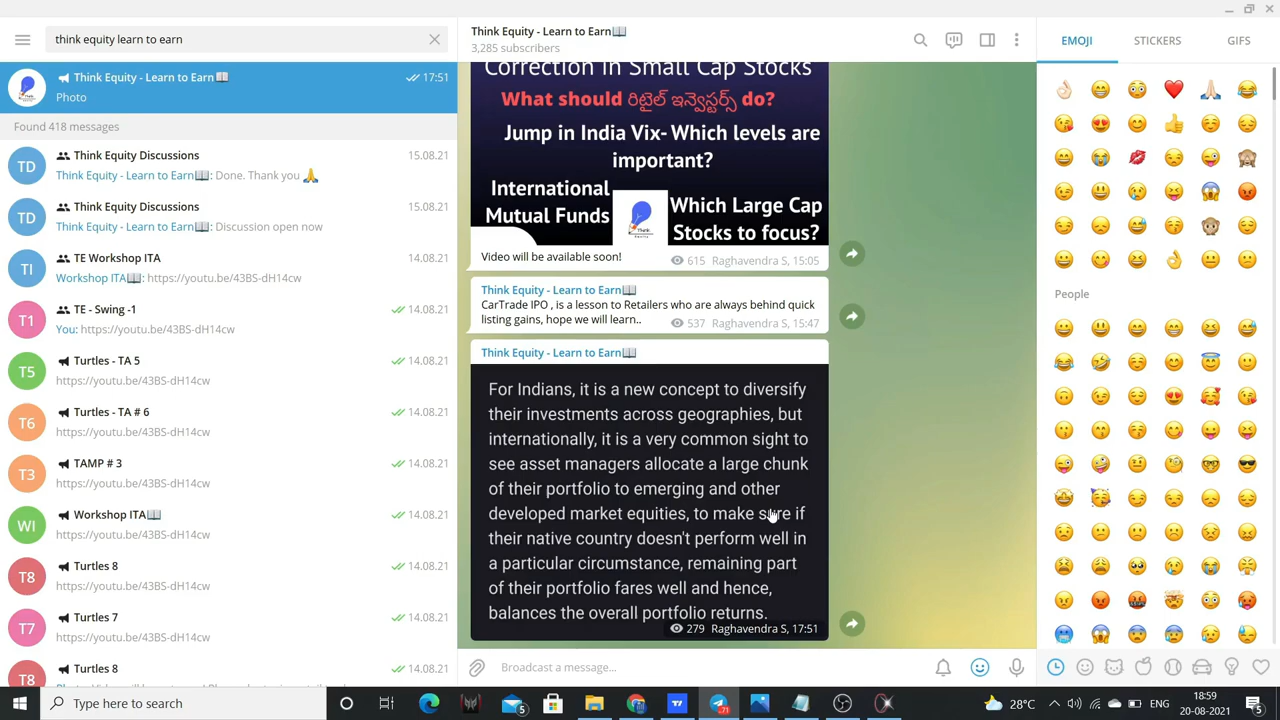 think equity learn to earn
Think Equity - Learn to Earn📖
17:51
Photo
Found 418 messages
Think Equity Discussions
15.08.21
Think Equity - Learn to Earn📖: Done. Thank you 🙏
Think Equity Discussions
15.08.21
Think Equity - Learn to Earn📖: Discussion open now
TE Workshop ITA
14.08.21
Workshop ITA📖: https://youtu.be/43BS-dH14cw
TE - Swing -1
14.08.21
You: https://youtu.be/43BS-dH14cw
Turtles - TA 5
14.08.21
https://youtu.be/43BS-dH14cw
Turtles - TA # 6
14.08.21
https://youtu.be/43BS-dH14cw
TAMP # 3
14.08.21
https://youtu.be/43BS-dH14cw
Workshop ITA📖
14.08.21
https://youtu.be/43BS-dH14cw
Turtles 8
14.08.21
https://youtu.be/43BS-dH14cw
Turtles 7
14.08.21
https://youtu.be/43BS-dH14cw
Turtles 8
14.08.21
TD
TD
TI
T1
T5
T6
T3
WI
T8
T7
T8
Think Equity - Learn to Earn📖
3,285 subscribers
Correction in Small Cap Stocks
What should రిటైల్ ఇన్వెస్టర్స్ do?
Jump in India Vix- Which levels are
important?
International
Mutual Funds
Which Large Cap
Stocks to focus?
Video will be available soon!
615 Raghavendra S, 15:05
Think Equity - Learn to Earn📖
CarTrade IPO , is a lesson to Retailers who are always behind quick
listing gains, hope we will learn..
537 Raghavendra S, 15:47
Think Equity - Learn to Earn📖
For Indians, it is a new concept to diversify
their investments across geographies, but
internationally, it is a very common sight to
see asset managers allocate a large chunk
of their portfolio to emerging and other
developed market equities, to make sure if
their native country doesn't perform well in
a particular circumstance, remaining part
of their portfolio fares well and hence,
balances the overall portfolio returns.
279 Raghavendra S, 17:51
Broadcast a message...
EMOJI
STICKERS
GIFS
People
Type here to search
5
71
28°C
ENG
18:59
20-08-2021
5